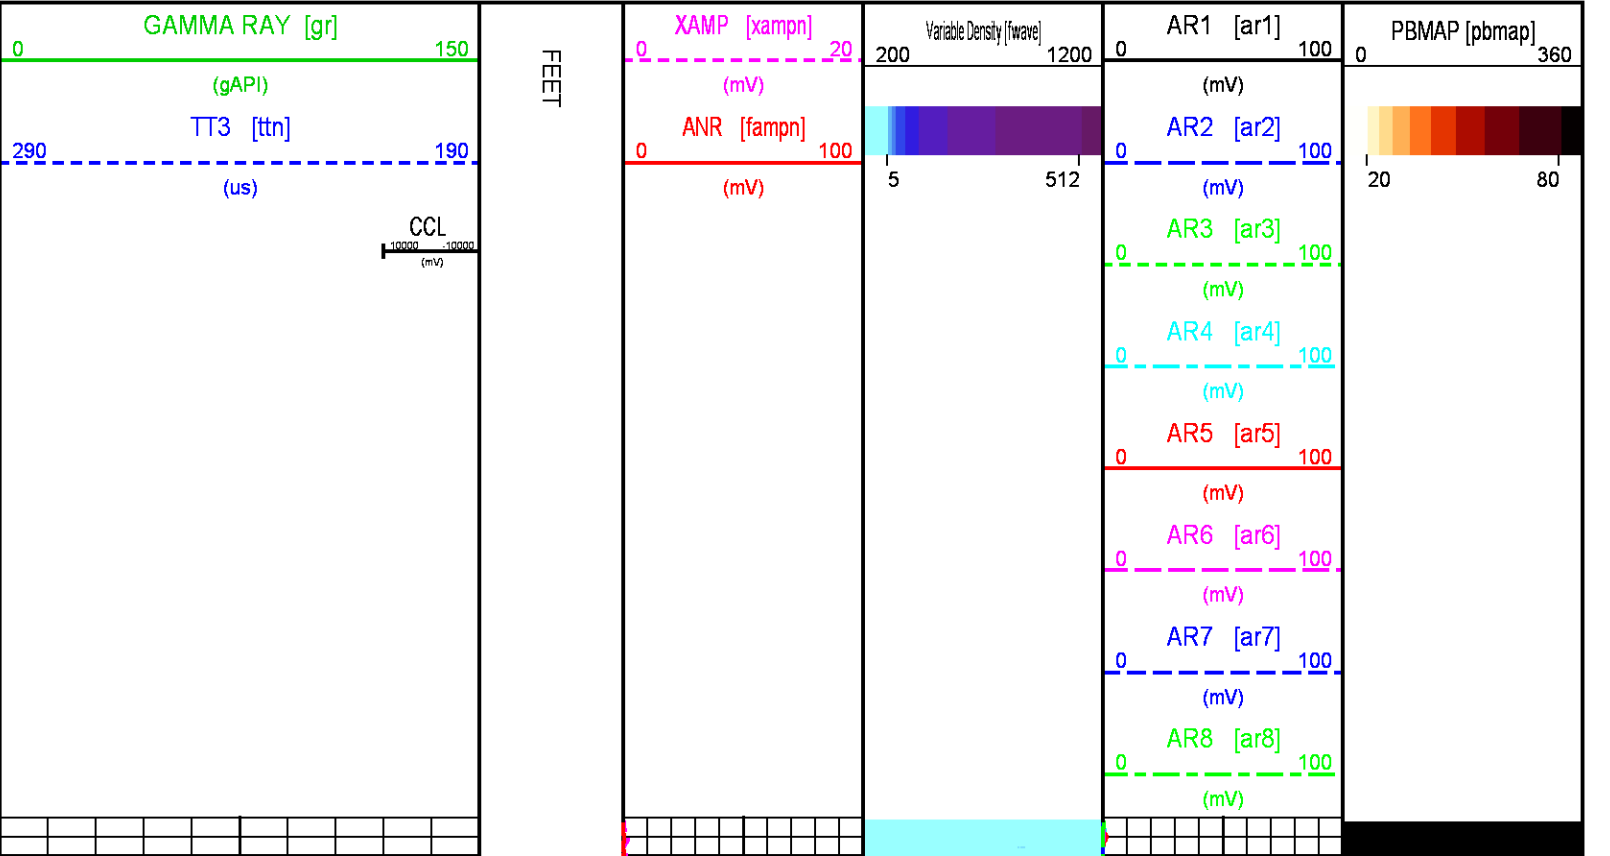 GAMMA RAY [gr]
0 150
(gAPI)
TT3 [ttn]
290 190
(us)
CCL
10000 -10000
(mV)
FEET
XAMP [xampn]
0 20
(mV)
ANR [fampn]
0 100
(mV)
Variable Density [fwave]
200 1200
5 512
AR1 [ar1]
0 100
(mV)
AR2 [ar2]
0 100
(mV)
AR3 [ar3]
0 100
(mV)
AR4 [ar4]
0 100
(mV)
AR5 [ar5]
0 100
(mV)
AR6 [ar6]
0 100
(mV)
AR7 [ar7]
0 100
(mV)
AR8 [ar8]
0 100
(mV)
PBMAP [pbmap]
0 360
20 80